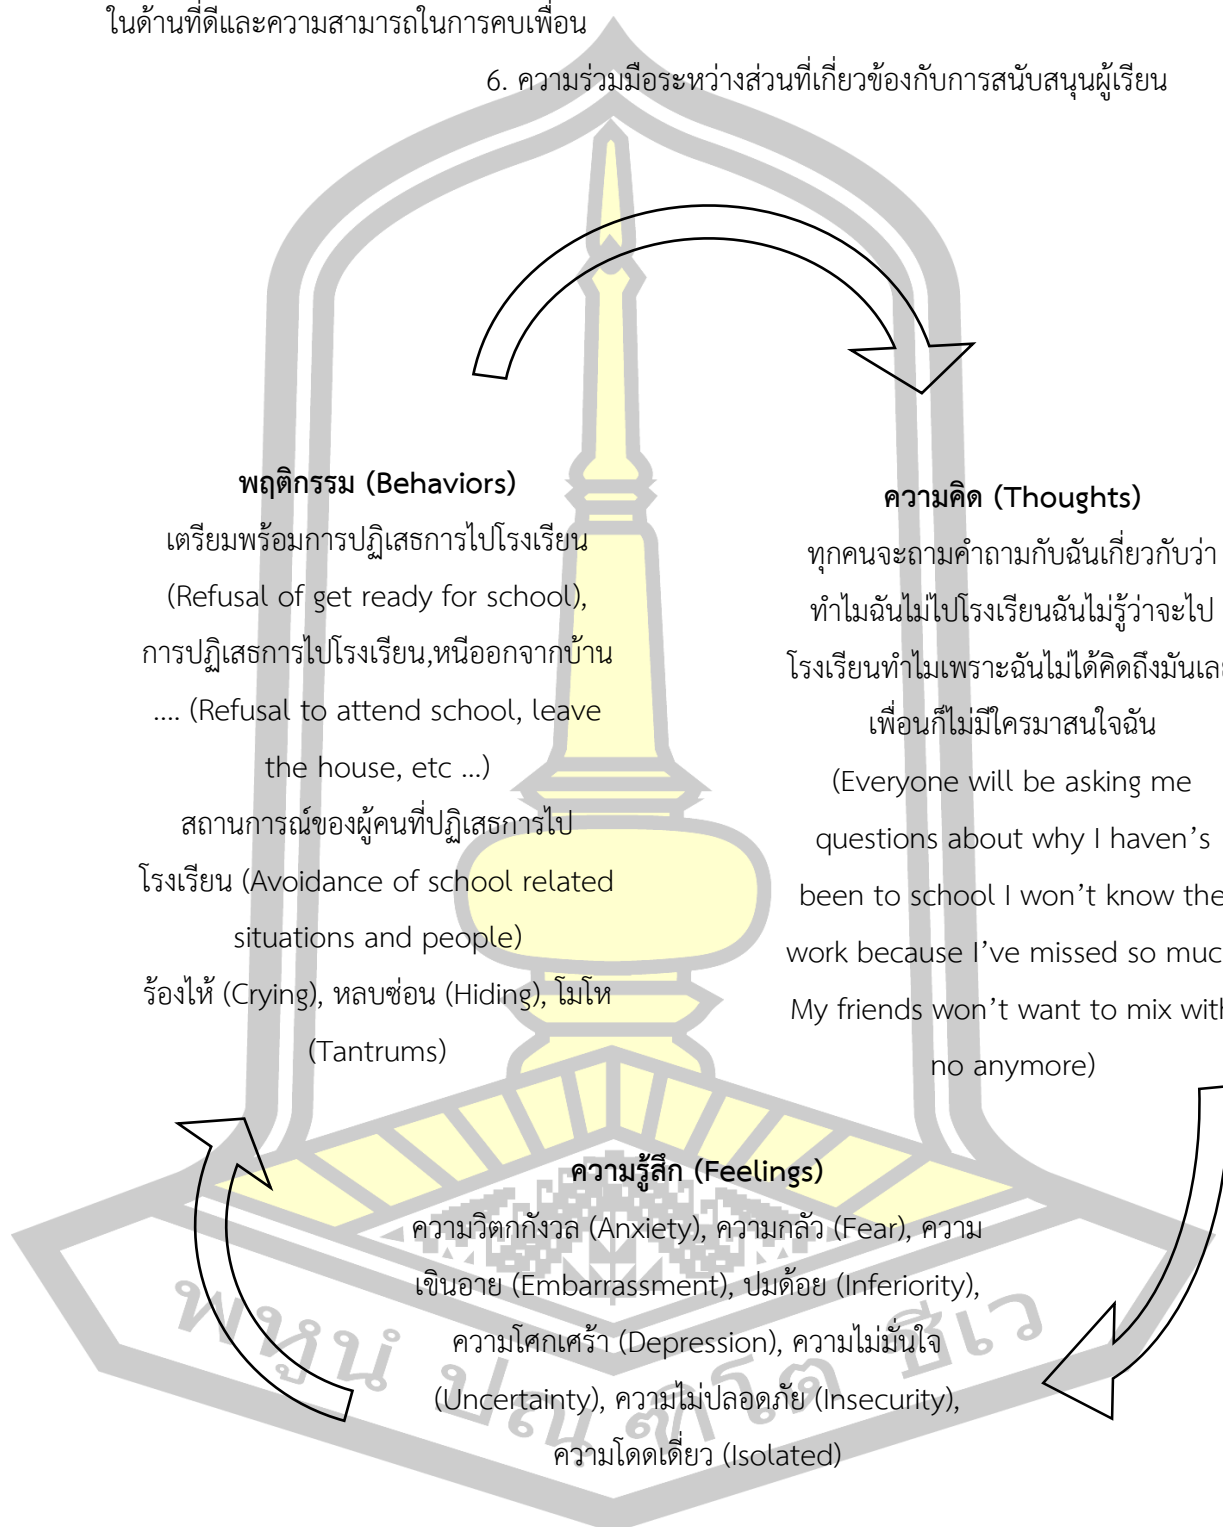 ในด้านที่ดีและความสามารถในการคบเพื่อน
6. ความร่วมมือระหว่างส่วนที่เกี่ยวข้องกับการสนับสนุนผู้เรียน
พฤติกรรม (Behaviors)
เตรียมพร้อมการปฏิเสธการไปโรงเรียน
(Refusal of get ready for school),
การปฏิเสธการไปโรงเรียน,หนีออกจากบ้าน
.... (Refusal to attend school, leave
the house, etc ...)
สถานการณ์ของผู้คนที่ปฏิเสธการไป
โรงเรียน (Avoidance of school related
situations and people)
ร้องไห้ (Crying), หลบซ่อน (Hiding), โมโห
(Tantrums)
ความคิด (Thoughts)
ทุกคนจะถามคำถามกับฉันเกี่ยวกับว่า
ทำไมฉันไม่ไปโรงเรียนฉันไม่รู้ว่าจะไป
โรงเรียนทำไมเพราะฉันไม่ได้คิดถึงมันเลย
เพื่อนก็ไม่มีใครมาสนใจฉัน
(Everyone will be asking me
questions about why I haven's
been to school I won't know the
work because I've missed so muc
My friends won't want to mix with
no anymore)
ความรู้สึก (Feelings)
ความวิตกกังวล (Anxiety), ความกลัว (Fear), ความ
เขินอาย (Embarrassment), ปมด้อย (Inferiority),
ความโศกเศร้า (Depression), ความไม่มั่นใจ
(Uncertainty), ความไม่ปลอดภัย (Insecurity),
ความโดดเดี่ยว (Isolated)
พหูนํ ปณฺฑิโต ชีเว